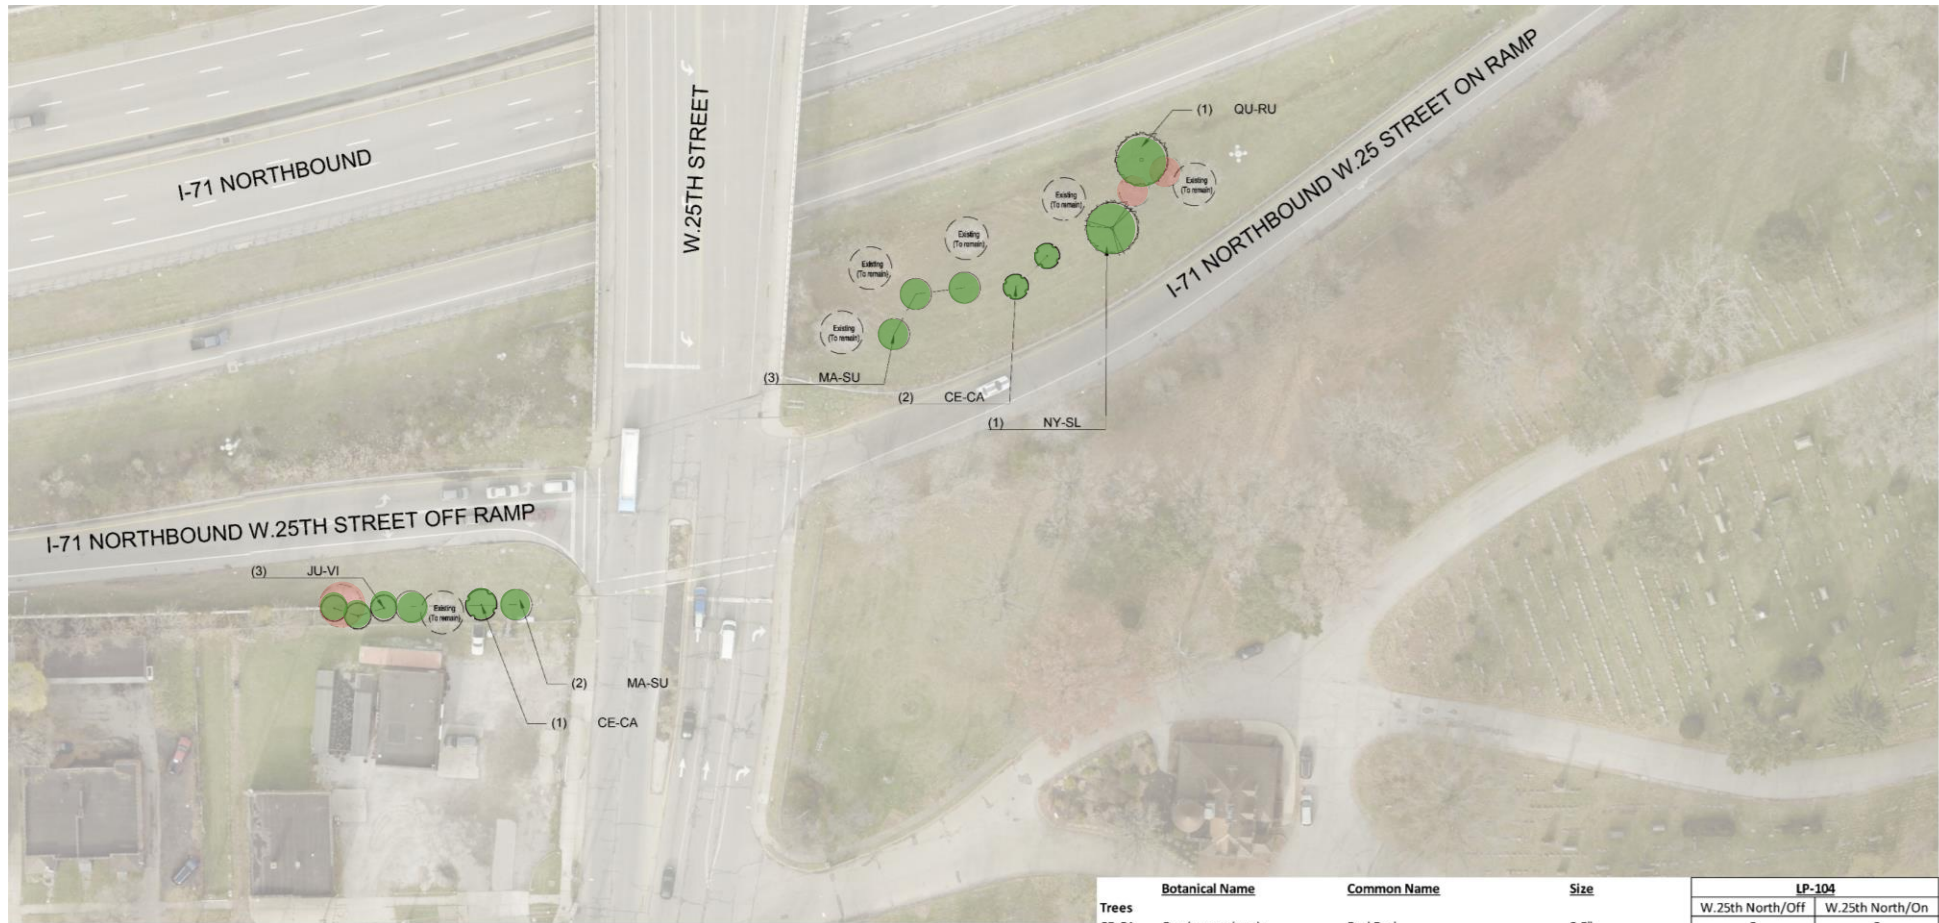 (1) QU-RU
I-71 NORTHBOUND W.25 STREET ON RAMP
W.25TH STREET
I-71 NORTHBOUND
Existing
(To remain)
Existing
(To remain)
Existing
(To remain)
Existing
(To remain)
Existing
(To remain)
(3) MA-SU
(2) CE-CA
(1) NY-SL
I-71 NORTHBOUND W.25TH STREET OFF RAMP
(3) JU-VI
Existing
(To remain)
(2) MA-SU
(1) CE-CA
Botanical Name Common Name Size LP-104
Trees W.25th North/Off W.25th North/On